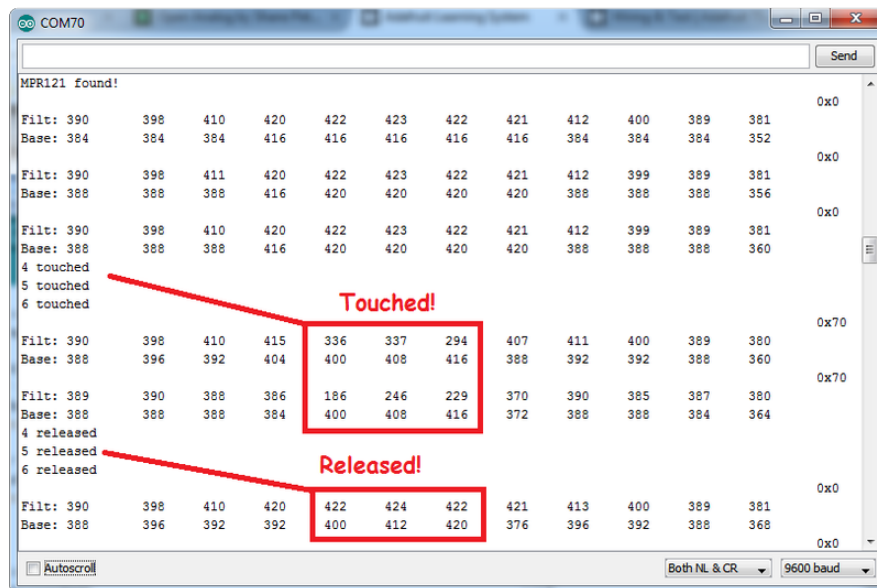 COM70
Send
MPR121 found!
0x0
Filt: 390 398 410 420 422 423 422 421 412 400 389 381
Base: 384 384 384 416 416 416 416 416 384 384 384 352
0x0
Filt: 390 398 411 420 422 423 422 421 412 399 389 381
Base: 388 388 388 416 420 420 420 420 388 388 388 356
0x0
Filt: 390 398 410 420 422 423 422 421 412 399 389 381
Base: 388 388 388 416 420 420 420 420 388 388 388 360
4 touched
5 touched
6 touched
Touched!
0x70
Filt: 390 398 410 415 336 337 294 407 411 400 389 380
Base: 388 396 392 404 400 408 416 388 392 392 388 360
0x70
Filt: 389 390 388 386 186 246 229 370 390 385 387 380
Base: 388 388 388 384 400 408 416 372 388 388 384 364
4 released
5 released
6 released
Released!
0x0
Filt: 390 398 410 420 422 424 422 421 413 400 389 381
Base: 388 396 392 392 400 412 420 376 396 392 388 368
0x0
Autoscroll
Both NL & CR
9600 baud